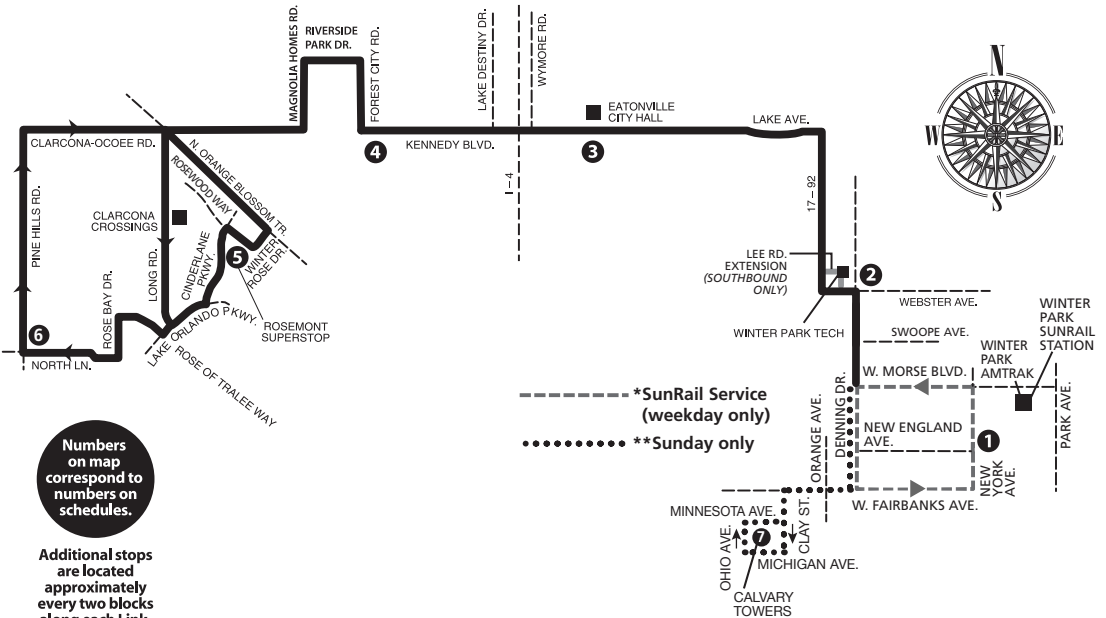 MAGNOLIA HOMES RD.
RIVERSIDE
PARK DR.
FOREST CITY RD.
LAKE DESTINY DR.
WYMORE RD.
EATONVILLE
CITY HALL
LAKE AVE.
N
W
E
S
CLARCONA-OCOEE RD.
4
KENNEDY BLVD.
3
I – 4
17 – 92
N. ORANGE BLOSSOM TR.
ROSEWOOD WAY
PINE HILLS RD.
CLARCONA
CROSSINGS
LONG RD.
CINDERLANE
PKWY.
5
WINTER
ROSE DR.
LEE RD.
EXTENSION
(SOUTHBOUND
ONLY)
2
WEBSTER AVE.
WINTER PARK TECH
ROSE BAY DR.
LAKE ORLANDO PKWY.
ROSEMONT
SUPERSTOP
6
NORTH LN.
ROSE OF TRALEE WAY
SWOOPE AVE.
WINTER
PARK
SUNRAIL
STATION
WINTER
PARK
AMTRAK
W. MORSE BLVD.
*SunRail Service
(weekday only)
**Sunday only
ORANGE AVE.
DENNING DR.
NEW ENGLAND
AVE.
1
NEW
YORK
AVE.
PARK AVE.
W. FAIRBANKS AVE.
MINNESOTA AVE.
CLAY ST.
OHIO AVE.
7
MICHIGAN AVE.
CALVARY
TOWERS
Numbers
on map
correspond to
numbers on
schedules.
Additional stops
are located
approximately
every two blocks
along each Link